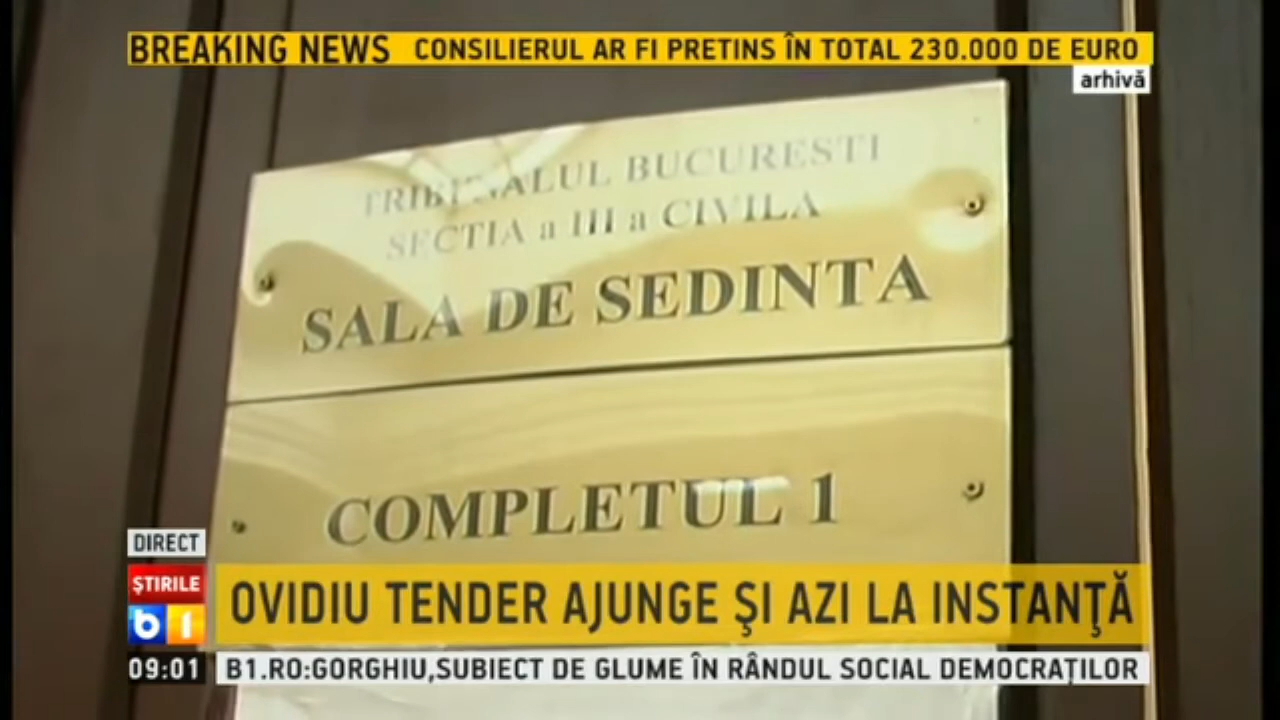 BREAKING NEWS CONSILIERUL AR FI PRETINS ÎN TOTAL 230.000 DE EURO
arhivă
TRIBUNALUL BUCURESTI
SECTIA a III a CIVILA
SALA DE SEDINTA
COMPLETUL 1
DIRECT
ŞTIRILE
b1
OVIDIU TENDER AJUNGE ŞI AZI LA INSTANŢĂ
09:01 B1.RO:GORGHIU,SUBIECT DE GLUME ÎN RÂNDUL SOCIAL DEMOCRAŢILOR